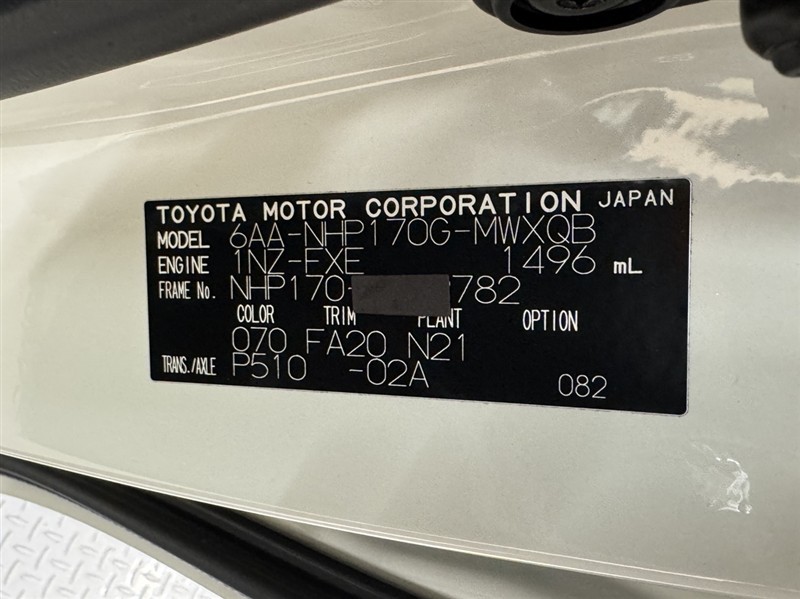 TOYOTA MOTOR CORPORATION JAPAN
MODEL 6AA-NHP170G-MWXQB
ENGINE 1NZ-FXE 1496 mL
FRAME No. NHP170- 782
COLOR TRIM PLANT OPTION
070 FA20 N21
TRANS./AXLE P510 -02A
082